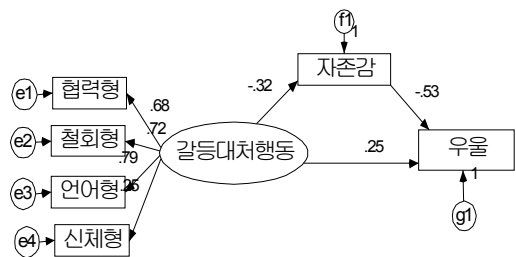 f1
1
자존감
-.32
-.53
e1
협력형
.68
e2
철회형
.72
갈등대처행동
.25
우울
1
e3
언어형
.79
.25
e4
신체형
g1